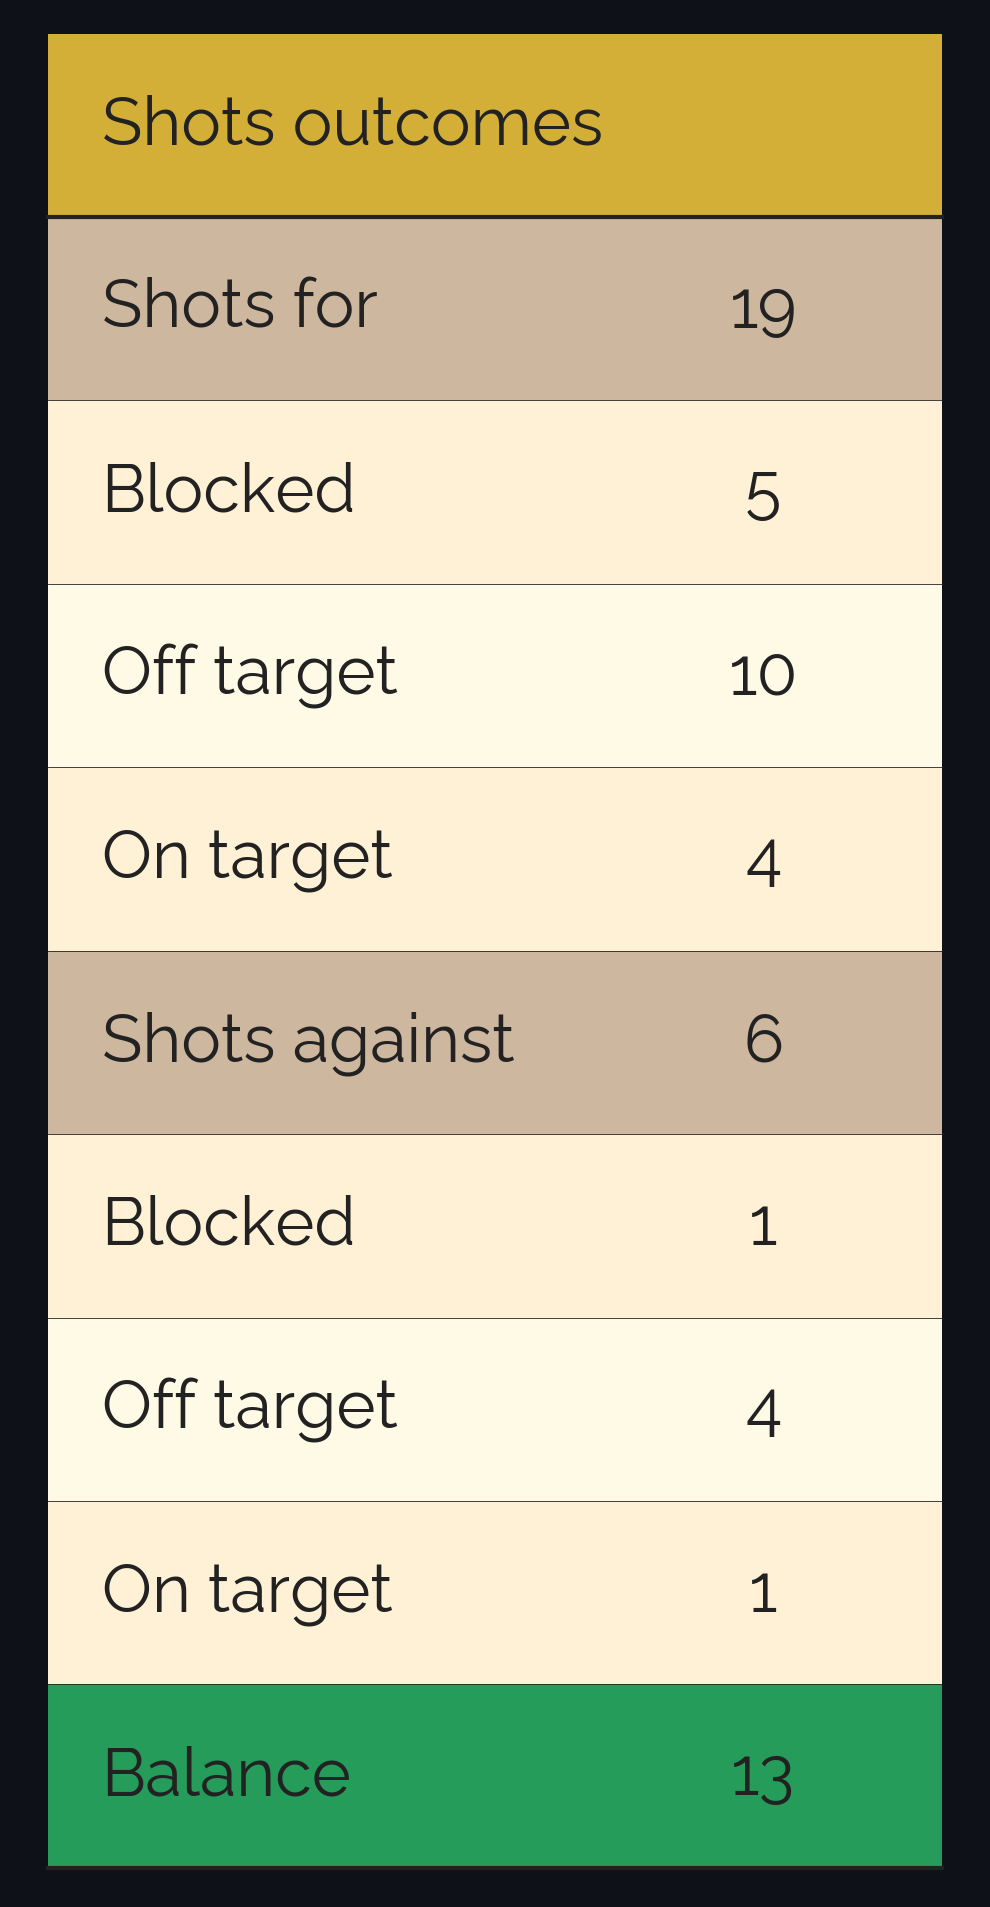 Shots outcomes
Shots for 19
Blocked 5
Off target 10
On target 4
Shots against 6
Blocked 1
Off target 4
On target 1
Balance 13